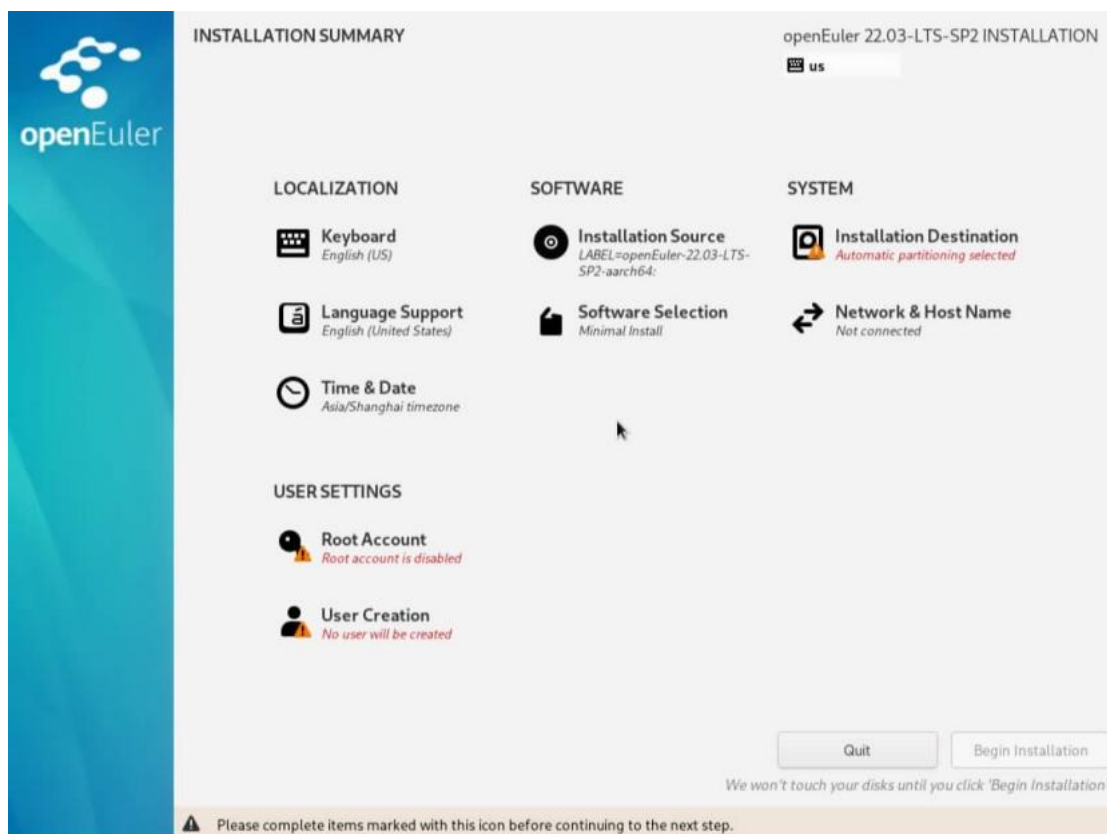 openEuler
INSTALLATION SUMMARY
openEuler 22.03-LTS-SP2 INSTALLATION
us
LOCALIZATION
Keyboard
English (US)
Language Support
English (United States)
Time & Date
Asia/Shanghai timezone
SOFTWARE
Installation Source
LABEL=openEuler-22.03-LTS-
SP2-aarch64:
Software Selection
Minimal Install
SYSTEM
Installation Destination
Automatic partitioning selected
Network & Host Name
Not connected
USER SETTINGS
Root Account
Root account is disabled
User Creation
No user will be created
Quit
Begin Installation
We won't touch your disks until you click 'Begin Installation
Please complete items marked with this icon before continuing to the next step.